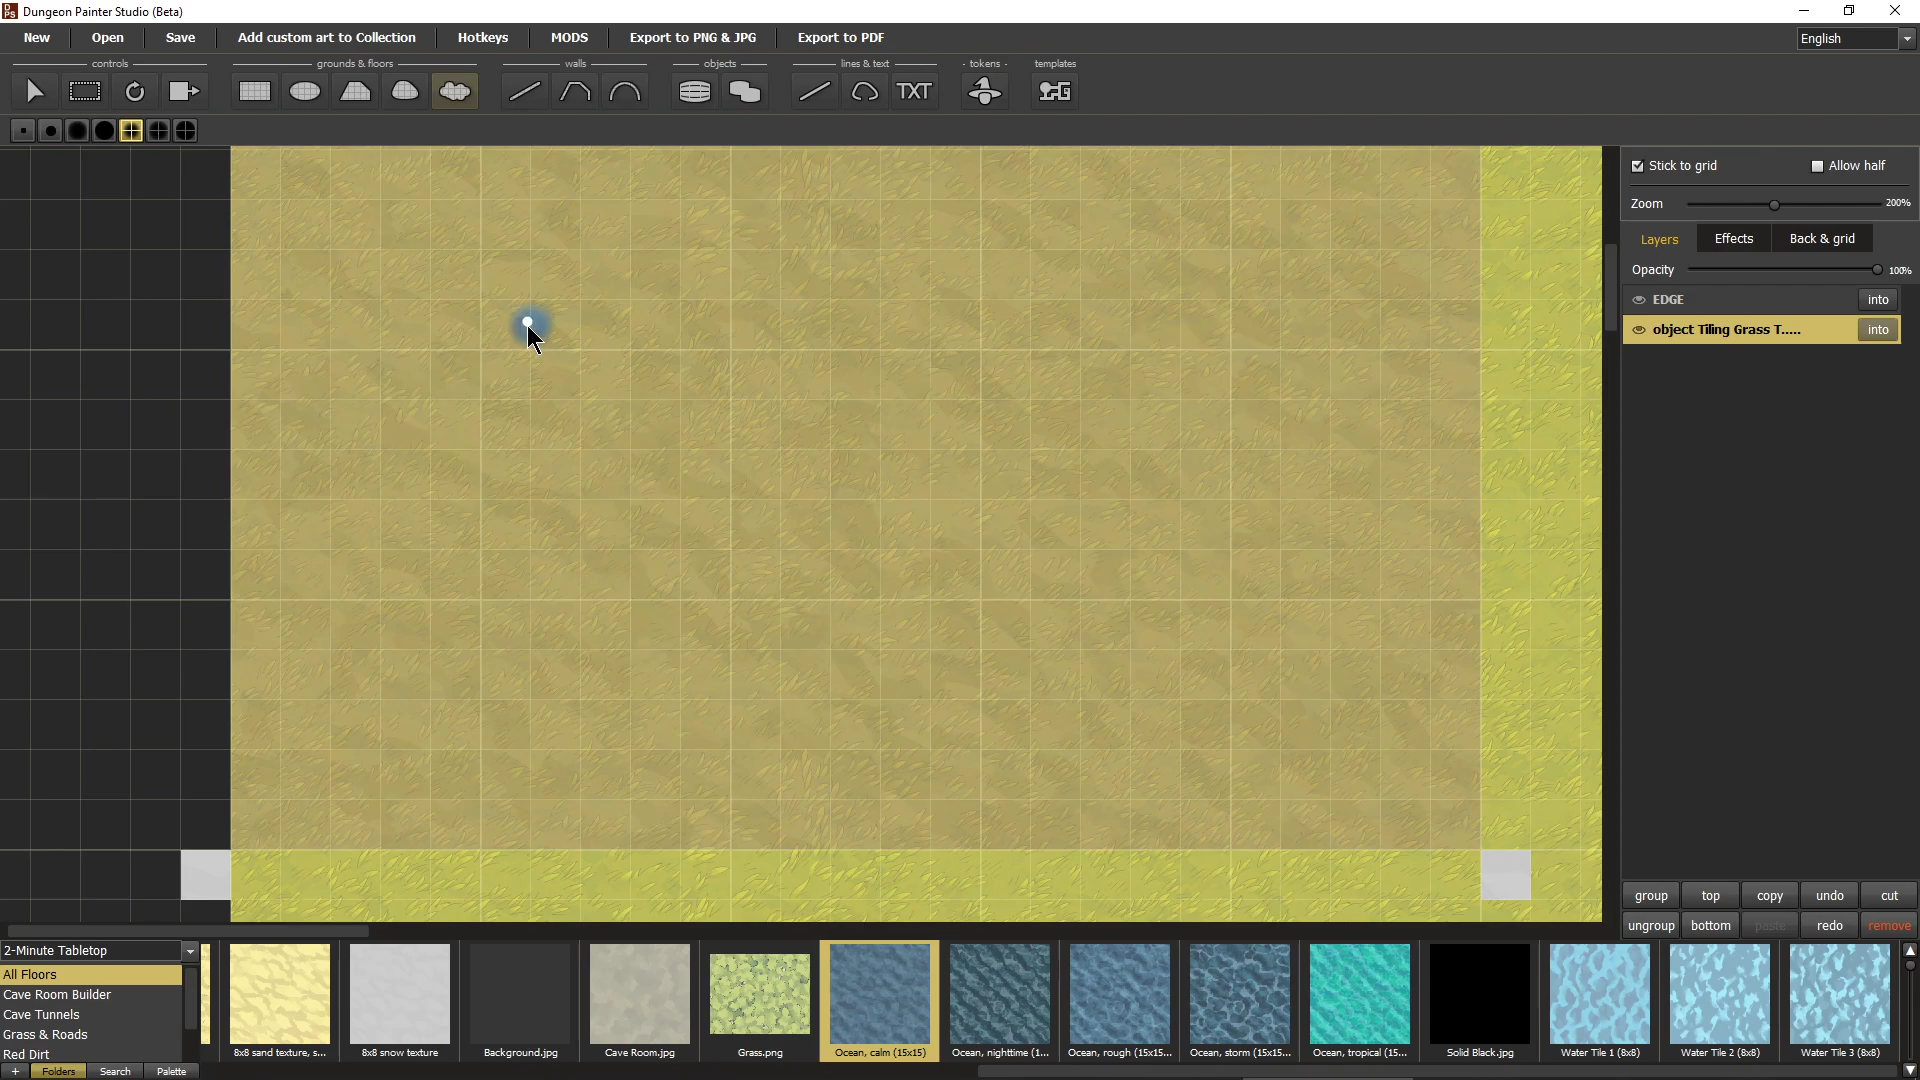 Dungeon Painter Studio (Beta)
New
Open
Save
Add custom art to Collection
Hotkeys
MODS
Export to PNG & JPG
Export to PDF
English
controls
grounds & floors
walls
objects
lines & text
tokens
templates
TXT
Stick to grid
Allow half
Zoom
200%
Layers
Effects
Back & grid
Opacity
100%
EDGE
into
object Tiling Grass T.....
into
group
top
copy
undo
cut
ungroup
bottom
paste
redo
remove
2-Minute Tabletop
All Floors
Cave Room Builder
Cave Tunnels
Grass & Roads
Red Dirt
+
Folders
Search
Palette
8x8 sand texture, s...
8x8 snow texture
Background.jpg
Cave Room.jpg
Grass.png
Ocean, calm (15x15)
Ocean, nighttime (1...
Ocean, rough (15x15...
Ocean, storm (15x15...
Ocean, tropical (15...
Solid Black.jpg
Water Tile 1 (8x8)
Water Tile 2 (8x8)
Water Tile 3 (8x8)